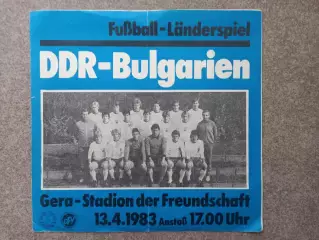 Fußball-Länderspiel
DDR-Bulgarien
Gera-Stadion der Freundschaft
13.4.1983 Anstoß 17.00 Uhr